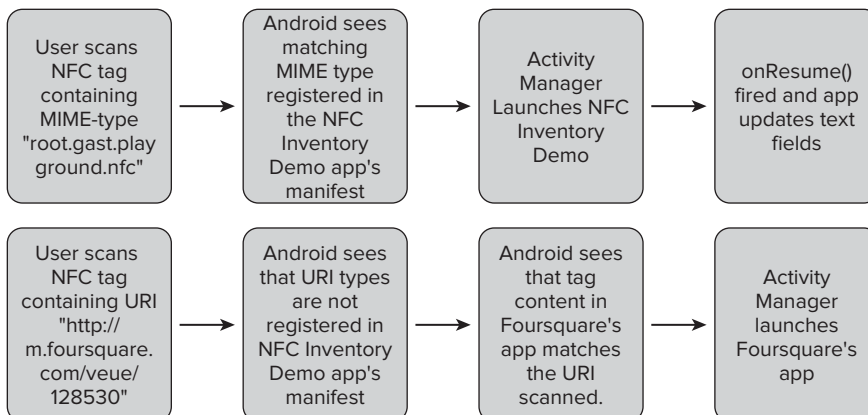 User scans
NFC tag
containing
MIME-type
"root.gast.play
ground.nfc"
Android sees
matching
MIME type
registered in
the NFC
Inventory
Demo app's
manifest
Activity
Manager
Launches NFC
Inventory
Demo
onResume()
fired and app
updates text
fields
User scans
NFC tag
containing URI
"http://
m.foursquare.
com/veue/
128530"
Android sees
that URI types
are not
registered in
NFC Inventory
Demo app's
manifest
Android sees
that tag
content in
Foursquare's
app matches
the URI
scanned.
Activity
Manager
launches
Foursquare's
app